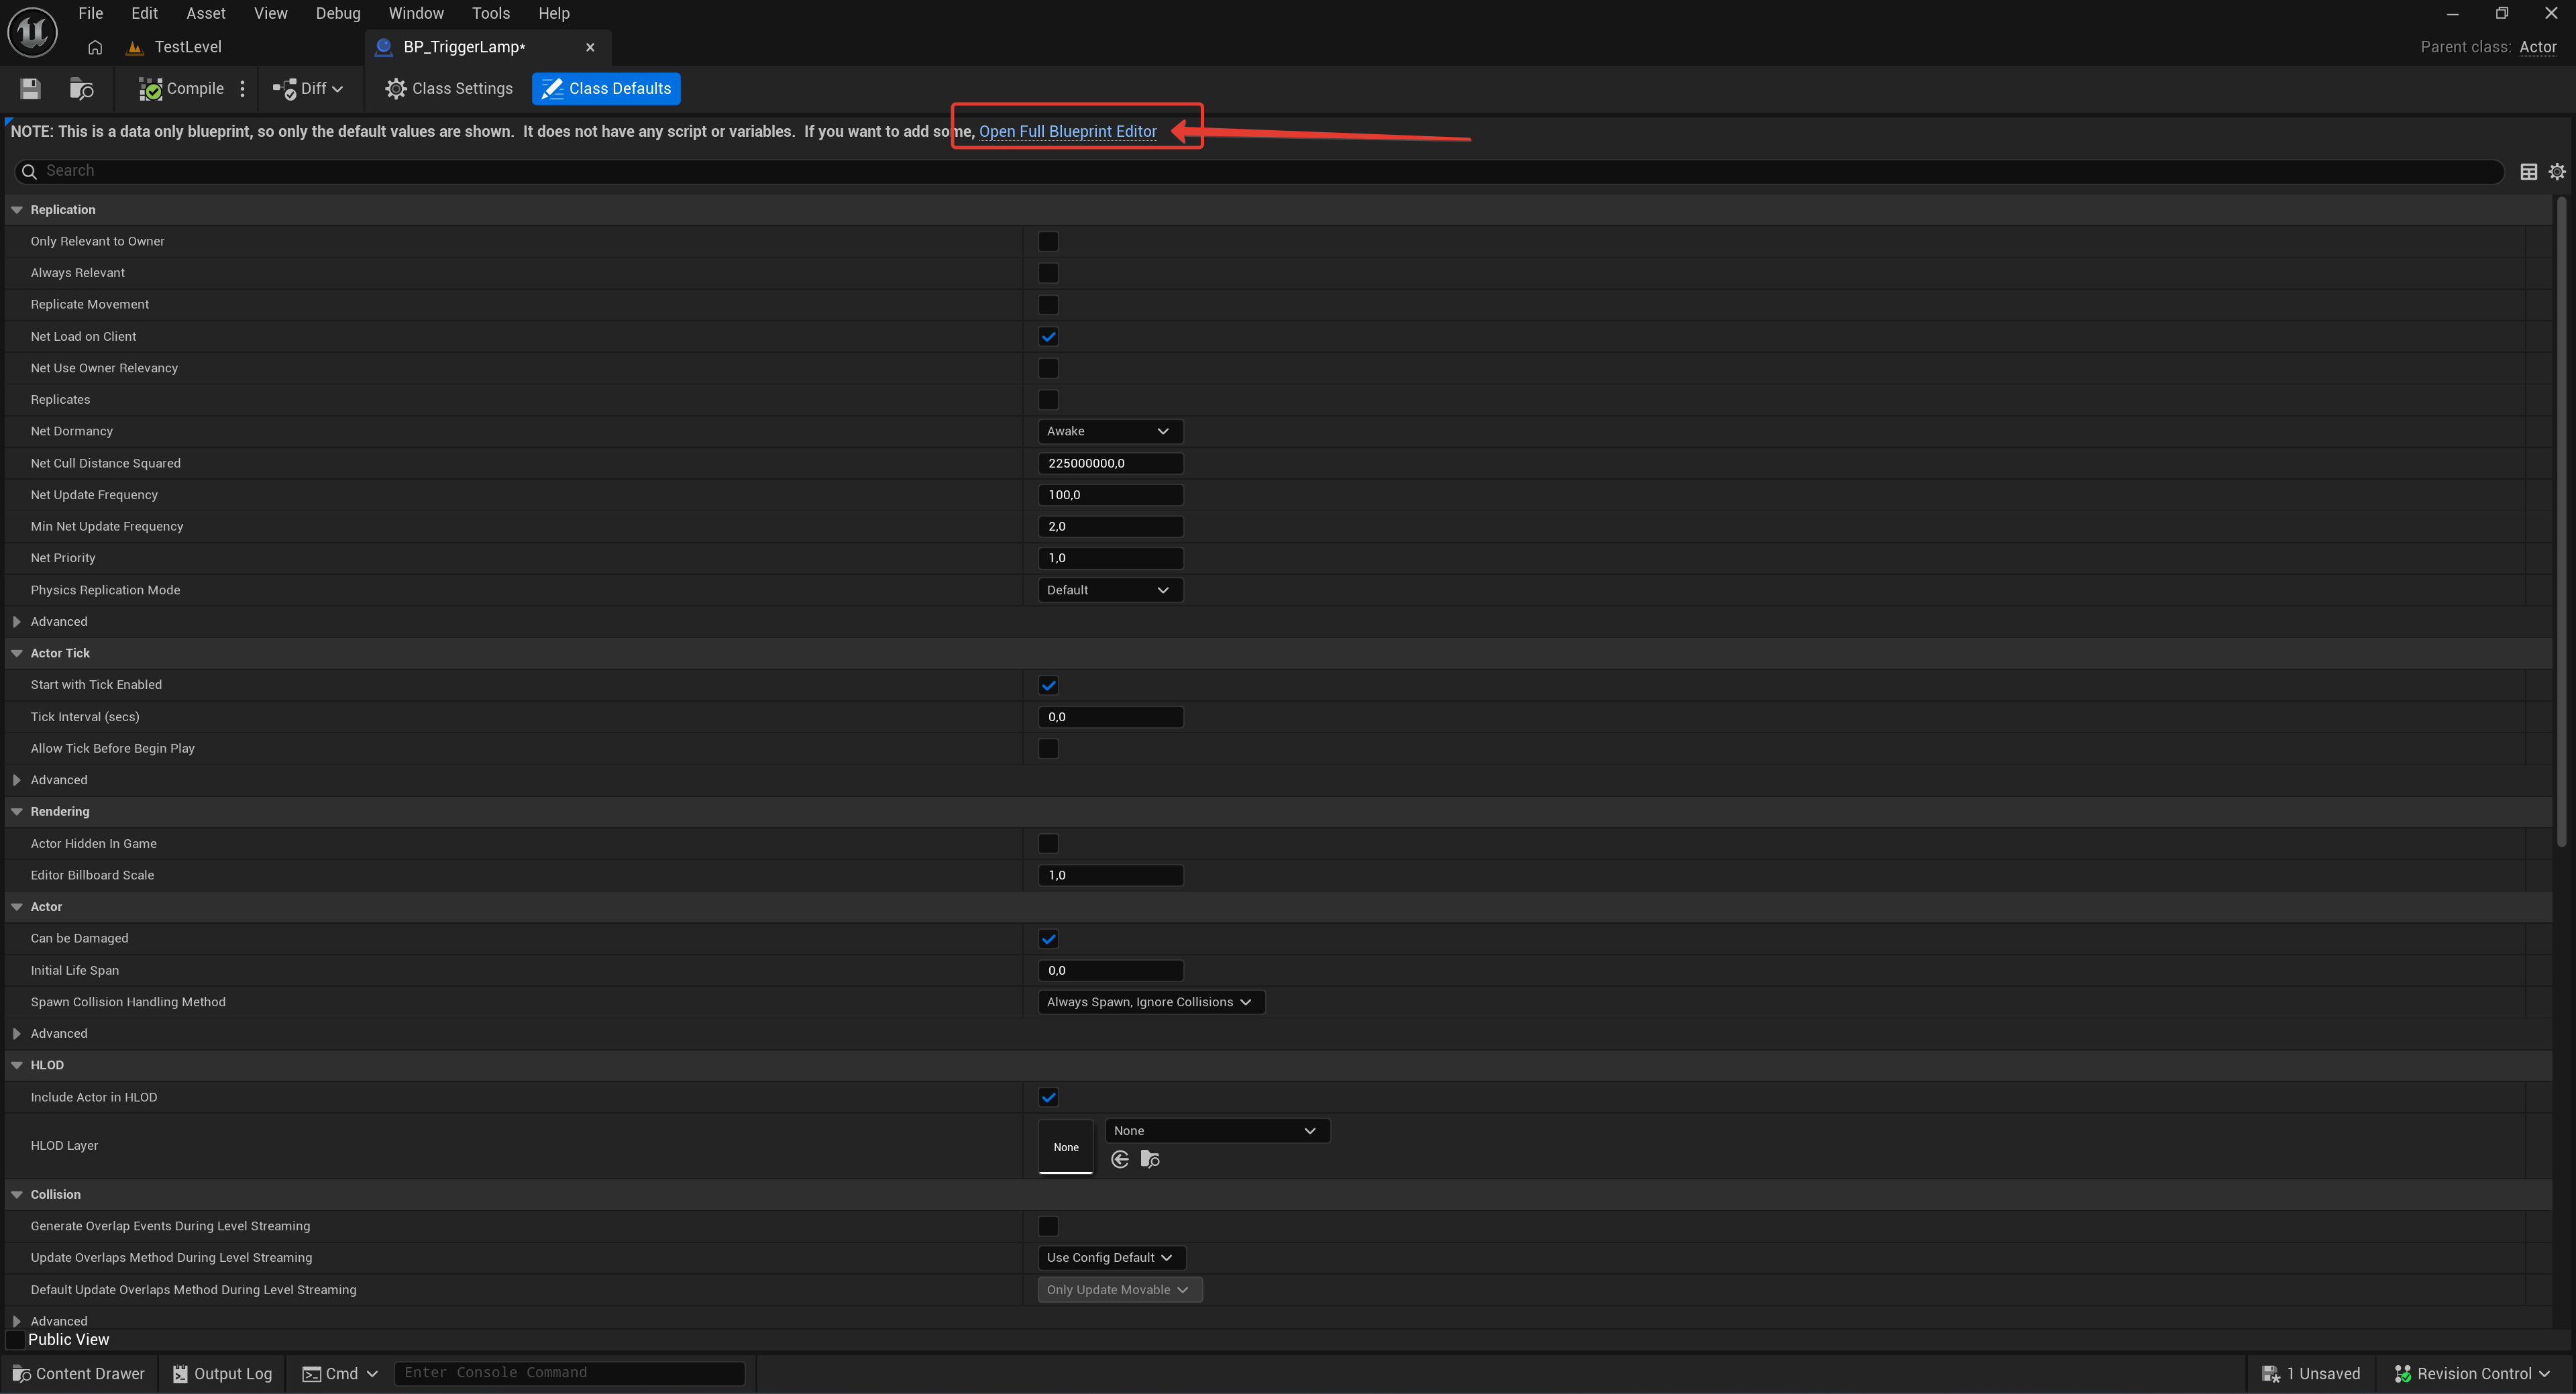 File Edit Asset View Debug Window Tools Help
TestLevel BP_TriggerLamp* Parent class: Actor
Compile Diff Class Settings Class Defaults
NOTE: This is a data only blueprint, so only the default values are shown.  It does not have any script or variables.  If you want to add some, Open Full Blueprint Editor
Search
Replication
Only Relevant to Owner
Always Relevant
Replicate Movement
Net Load on Client
Net Use Owner Relevancy
Replicates
Net Dormancy Awake
Net Cull Distance Squared 225000000,0
Net Update Frequency 100,0
Min Net Update Frequency 2,0
Net Priority 1,0
Physics Replication Mode Default
Advanced
Actor Tick
Start with Tick Enabled
Tick Interval (secs) 0,0
Allow Tick Before Begin Play
Advanced
Rendering
Actor Hidden In Game
Editor Billboard Scale 1,0
Actor
Can be Damaged
Initial Life Span 0,0
Spawn Collision Handling Method Always Spawn, Ignore Collisions
Advanced
HLOD
Include Actor in HLOD
HLOD Layer None None
Collision
Generate Overlap Events During Level Streaming
Update Overlaps Method During Level Streaming Use Config Default
Default Update Overlaps Method During Level Streaming Only Update Movable
Advanced
Public View
Content Drawer Output Log Cmd Enter Console Command 1 Unsaved Revision Control